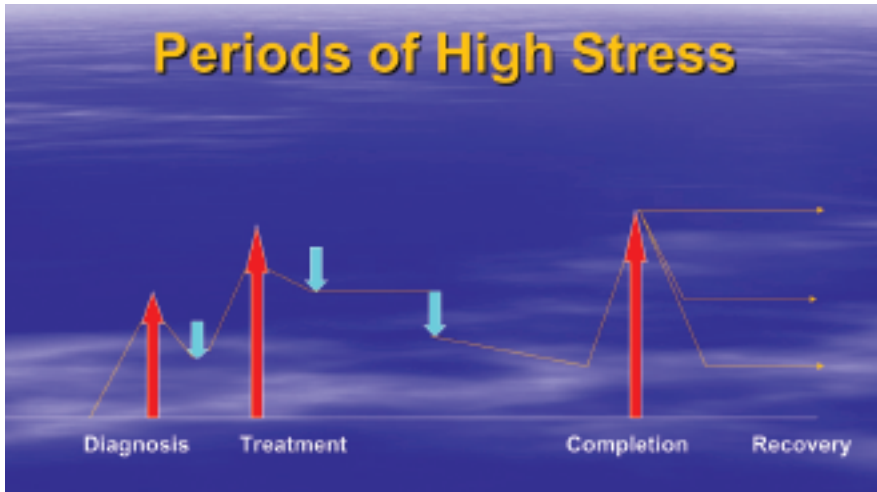 Periods of High Stress
Diagnosis Treatment Completion Recovery